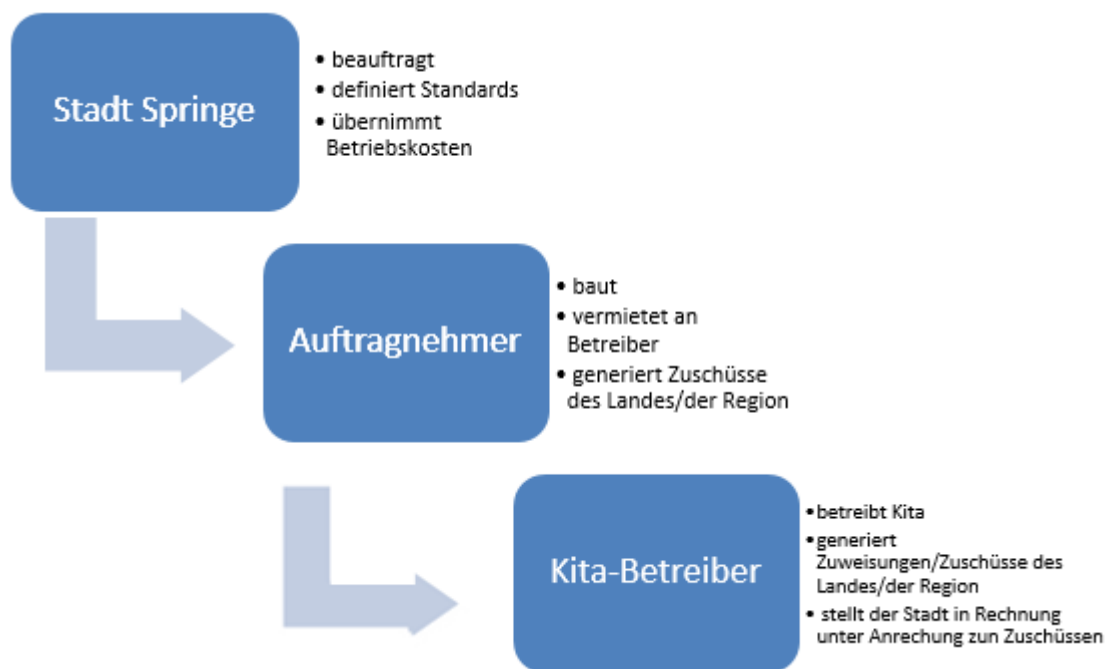 Stadt Springe
• beauftragt
• definiert Standards
• übernimmt
Betriebskosten
Auftragnehmer
• baut
• vermietet an
Betreiber
• generiert Zuschüsse
des Landes/der Region
Kita-Betreiber
•betreibt Kita
•generiert
Zuweisungen/Zuschüsse des
Landes/der Region
• stellt der Stadt in Rechnung
unter Anrechung zun Zuschüssen